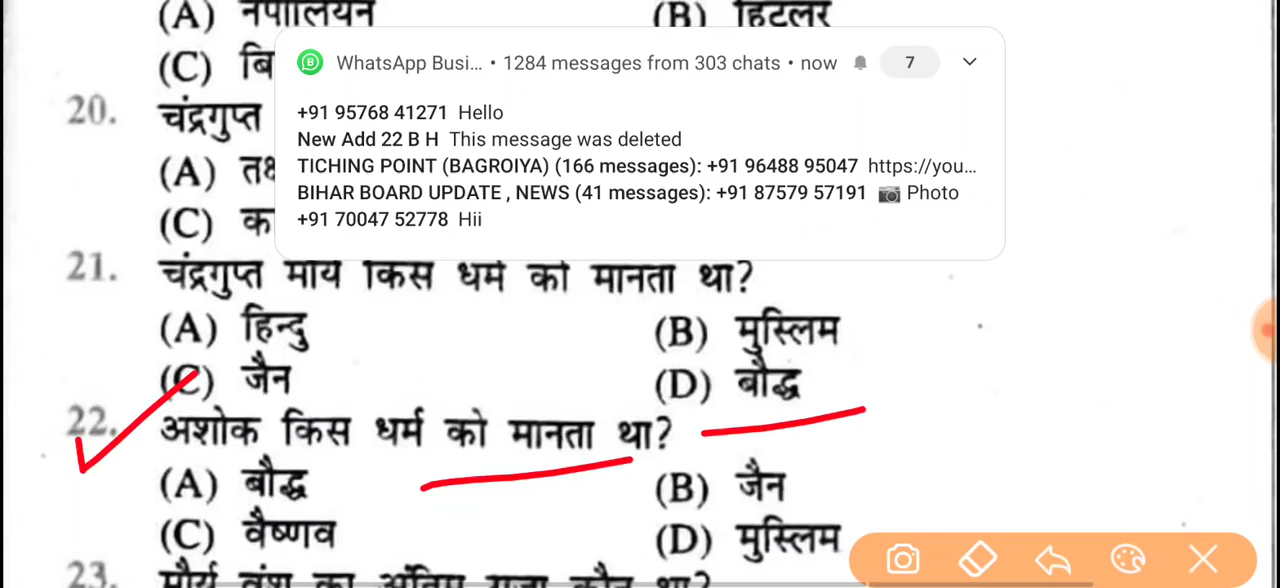 (A) नेपोलियन (B) हिटलर
(C) बि
WhatsApp Busi... • 1284 messages from 303 chats • now 7
+91 95768 41271 Hello
New Add 22 B H This message was deleted
TICHING POINT (BAGROIYA) (166 messages): +91 96488 95047 https://you...
BIHAR BOARD UPDATE , NEWS (41 messages): +91 87579 57191 📷 Photo
+91 70047 52778 Hii
20. चंद्रगुप्त
(A) तक्ष
(C) क
21. चंद्रगुप्त मौर्य किस धर्म को मानता था?
(A) हिन्दु (B) मुस्लिम
(C) जैन (D) बौद्ध
22. अशोक किस धर्म को मानता था?
(A) बौद्ध (B) जैन
(C) वैष्णव (D) मुस्लिम
23. मौर्य वंश का अंतिम राजा कौन था?